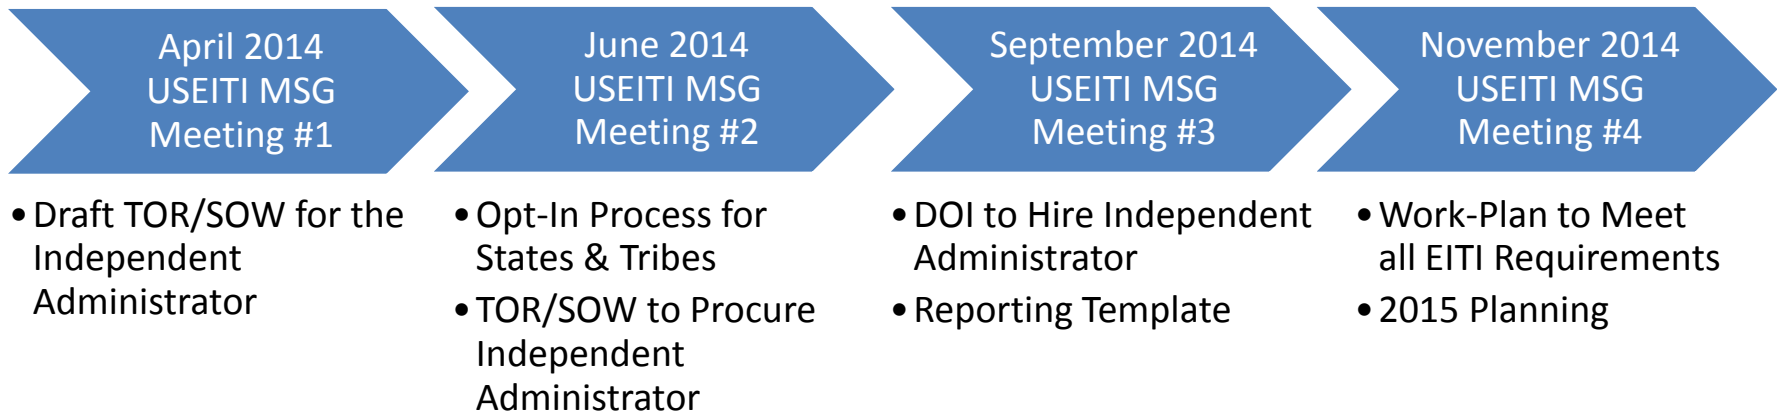 April 2014
USEITI MSG
Meeting #1
• Draft TOR/SOW for the
Independent
Administrator
June 2014
USEITI MSG
Meeting #2
• Opt-In Process for
States & Tribes
• TOR/SOW to Procure
Independent
Administrator
September 2014
USEITI MSG
Meeting #3
• DOI to Hire Independent
Administrator
• Reporting Template
November 2014
USEITI MSG
Meeting #4
• Work-Plan to Meet
all EITI Requirements
• 2015 Planning